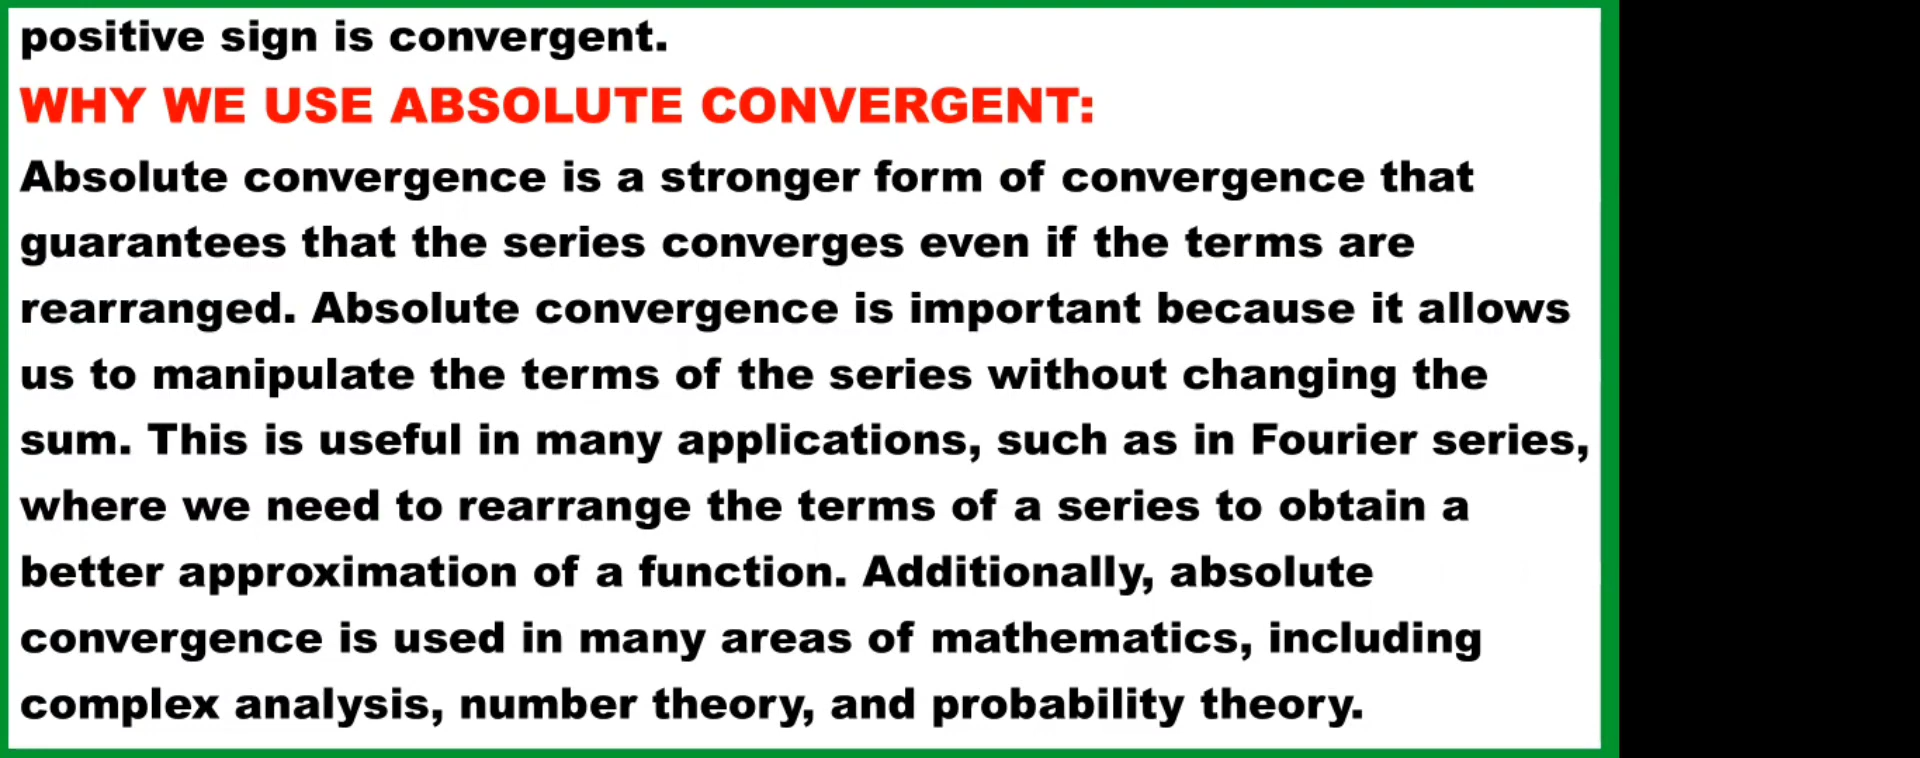 positive sign is convergent.
WHY WE USE ABSOLUTE CONVERGENT:
Absolute convergence is a stronger form of convergence that
guarantees that the series converges even if the terms are
rearranged. Absolute convergence is important because it allows
us to manipulate the terms of the series without changing the
sum. This is useful in many applications, such as in Fourier series,
where we need to rearrange the terms of a series to obtain a
better approximation of a function. Additionally, absolute
convergence is used in many areas of mathematics, including
complex analysis, number theory, and probability theory.